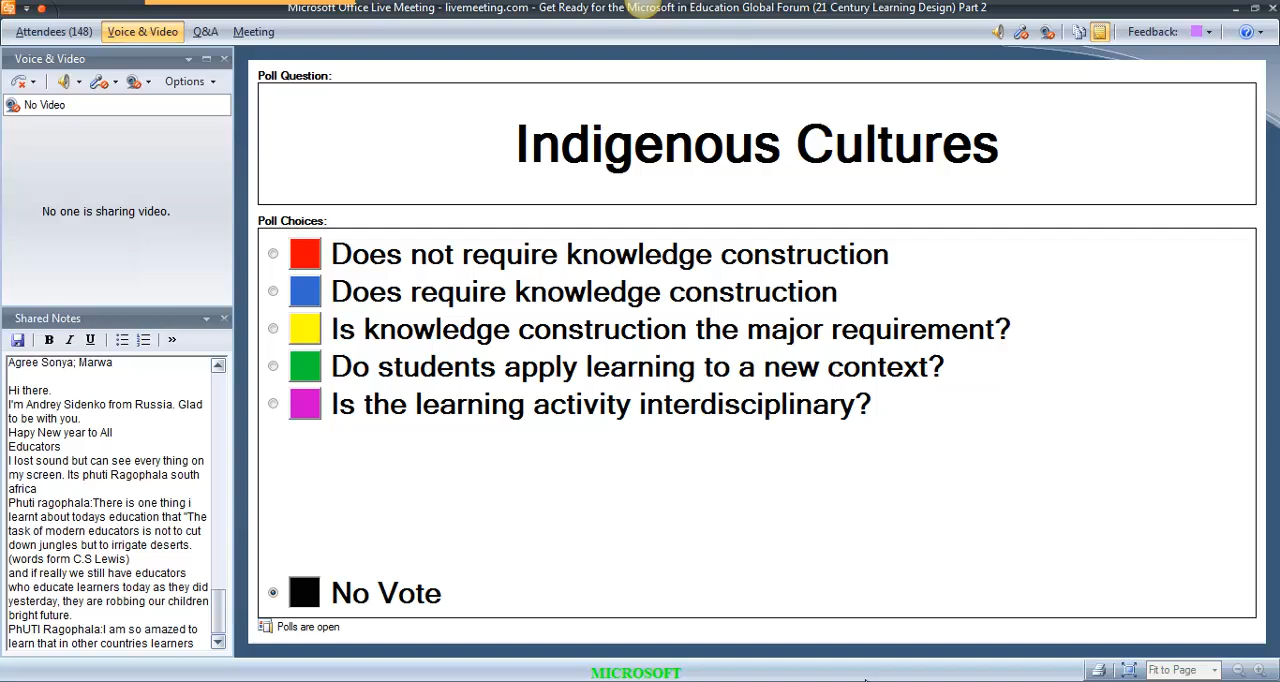 Microsoft Office Live Meeting - livemeeting.com - Get Ready for the Microsoft in Education Global Forum (21 Century Learning Design) Part 2
Attendees (148) Voice & Video Q&A Meeting Feedback:
Voice & Video
Options
No Video
No one is sharing video.
Shared Notes
B I U »
Agree Sonya; Marwa
Hi there.
I'm Andrey Sidenko from Russia. Glad
to be with you.
Hapy New year to All
Educators
I lost sound but can see every thing on
my screen. Its phuti Ragophala south
africa
Phuti ragophala:There is one thing i
learnt about todays education that "The
task of modern educators is not to cut
down jungles but to irrigate deserts.
(words form C.S Lewis)
and if really we still have educators
who educate learners today as they did
yesterday, they are robbing our children
bright future.
PhUTI Ragophala:I am so amazed to
learn that in other countries learners
Poll Question:
Indigenous Cultures
Poll Choices:
Does not require knowledge construction
Does require knowledge construction
Is knowledge construction the major requirement?
Do students apply learning to a new context?
Is the learning activity interdisciplinary?
No Vote
Polls are open
MICROSOFT
Fit to Page